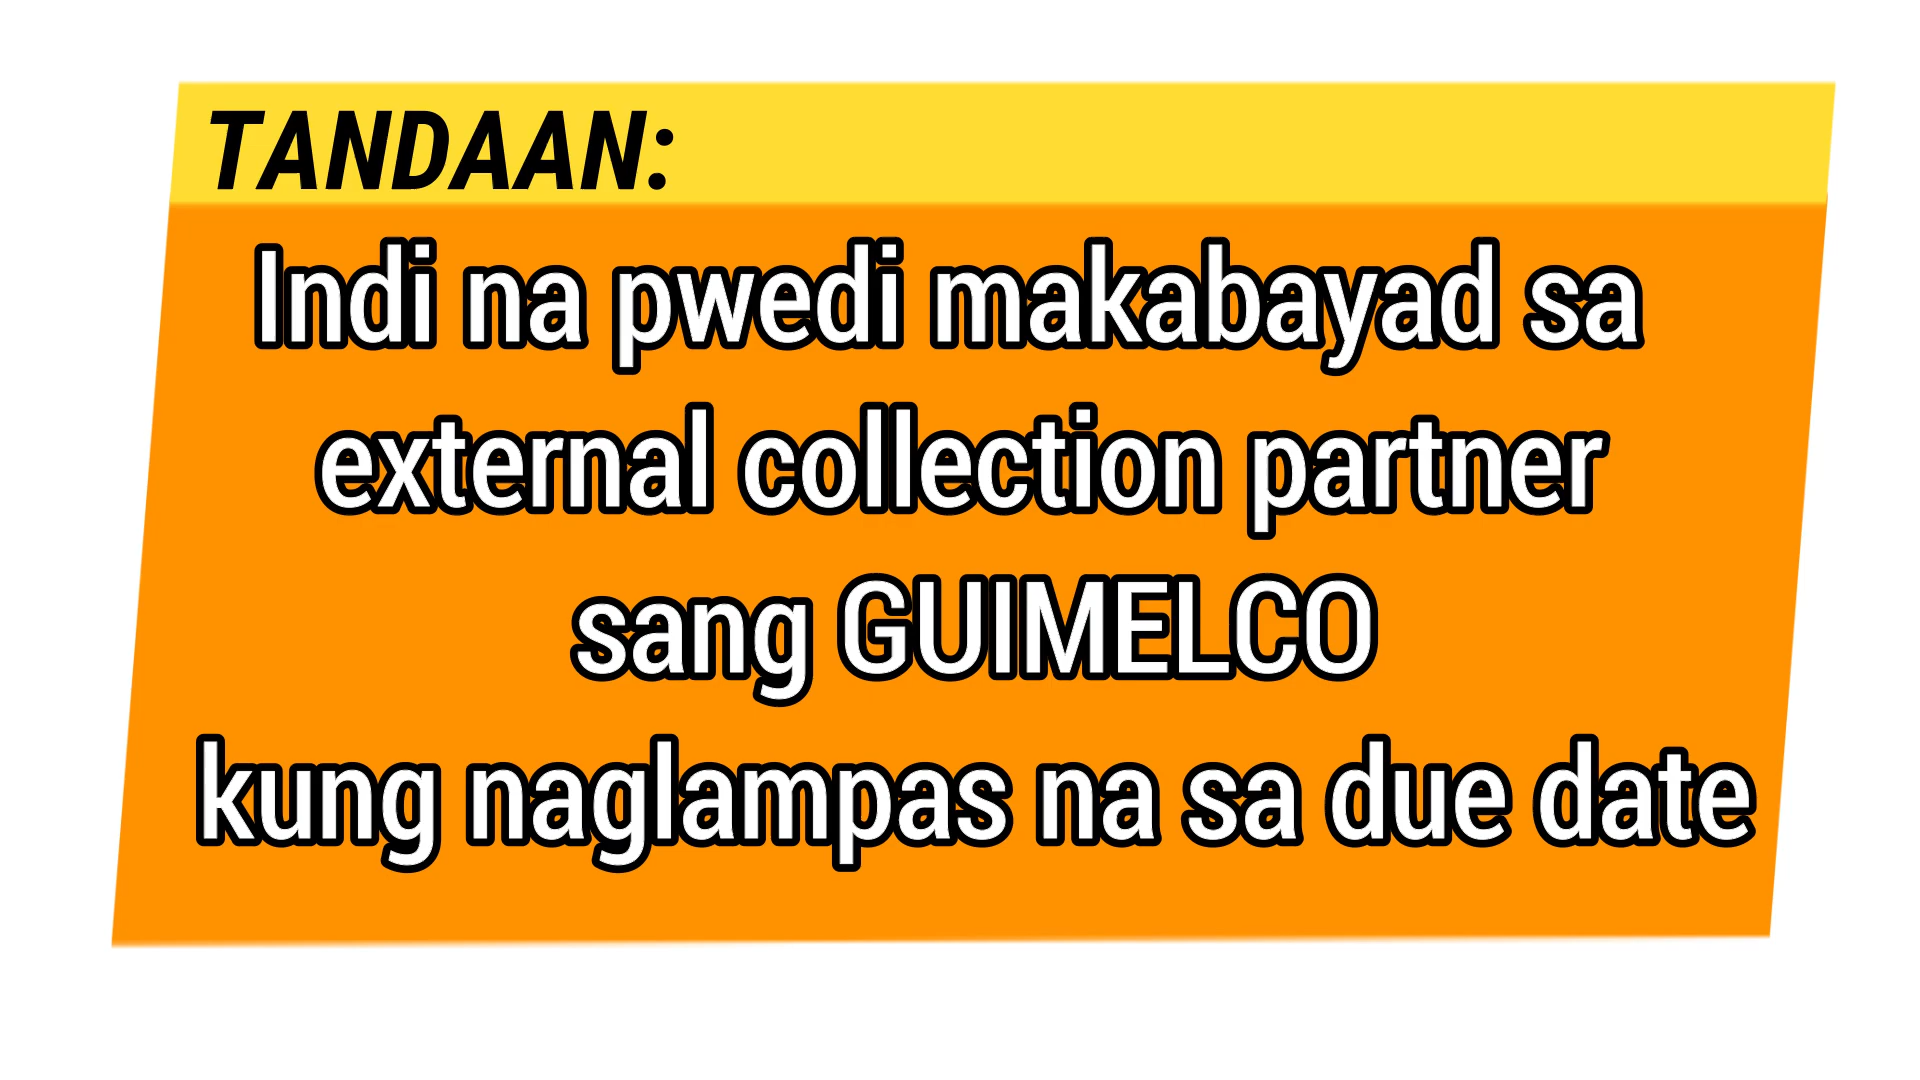 TANDAAN:
Indi na pwedi makabayad sa
external collection partner
sang GUIMELCO
kung naglampas na sa due date